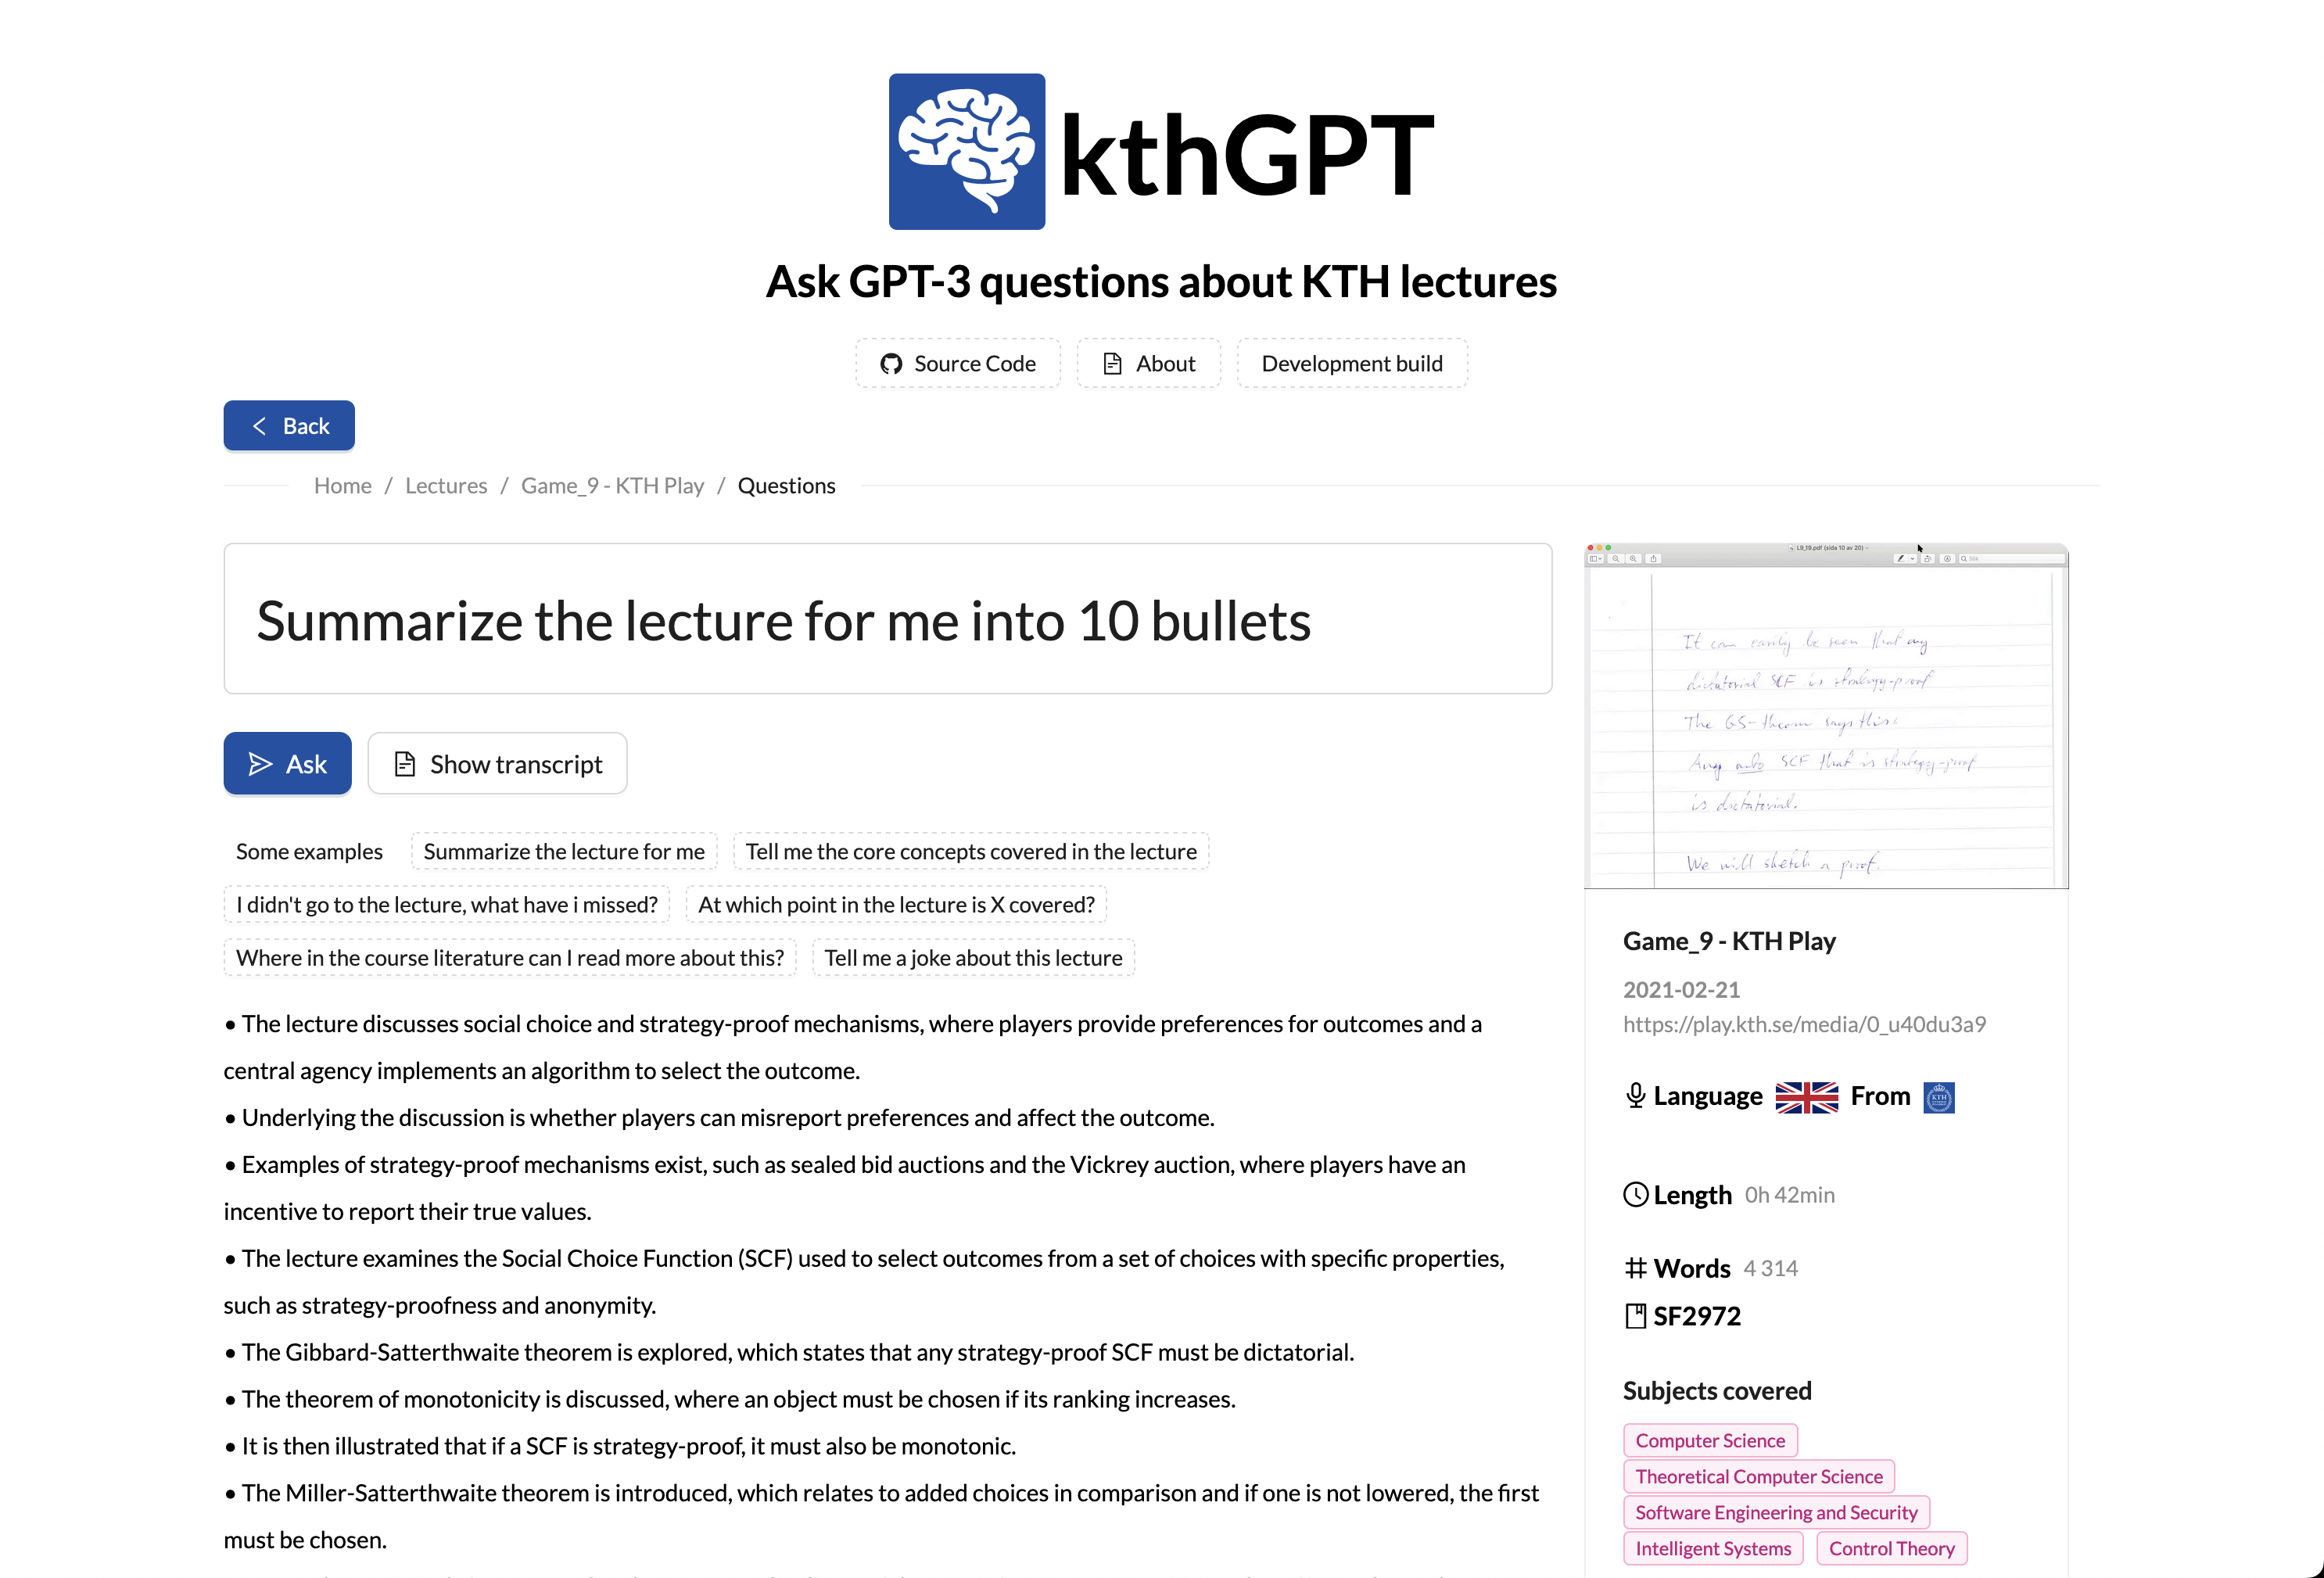 kthGPT
Ask GPT-3 questions about KTH lectures
Source Code
About
Development build
Back
Home / Lectures / Game_9 - KTH Play / Questions
Summarize the lecture for me into 10 bullets
Ask
Show transcript
Some examples
Summarize the lecture for me
Tell me the core concepts covered in the lecture
I didn't go to the lecture, what have i missed?
At which point in the lecture is X covered?
Where in the course literature can I read more about this?
Tell me a joke about this lecture
• The lecture discusses social choice and strategy-proof mechanisms, where players provide preferences for outcomes and a
central agency implements an algorithm to select the outcome.
• Underlying the discussion is whether players can misreport preferences and affect the outcome.
• Examples of strategy-proof mechanisms exist, such as sealed bid auctions and the Vickrey auction, where players have an
incentive to report their true values.
• The lecture examines the Social Choice Function (SCF) used to select outcomes from a set of choices with specific properties,
such as strategy-proofness and anonymity.
• The Gibbard-Satterthwaite theorem is explored, which states that any strategy-proof SCF must be dictatorial.
• The theorem of monotonicity is discussed, where an object must be chosen if its ranking increases.
• It is then illustrated that if a SCF is strategy-proof, it must also be monotonic.
• The Miller-Satterthwaite theorem is introduced, which relates to added choices in comparison and if one is not lowered, the first
must be chosen.
L9_19.pdf (sida 10 av 20)
Sök
It can easily be seen that any
dictatorial SCF is strategy-proof
The GS-theorem says this:
Any onto SCF that is strategy-proof
is dictatorial.
We will sketch a proof.
Game_9 - KTH Play
2021-02-21
https://play.kth.se/media/0_u40du3a9
Language
From
KTH
Length 0h 42min
Words 4 314
SF2972
Subjects covered
Computer Science
Theoretical Computer Science
Software Engineering and Security
Intelligent Systems
Control Theory